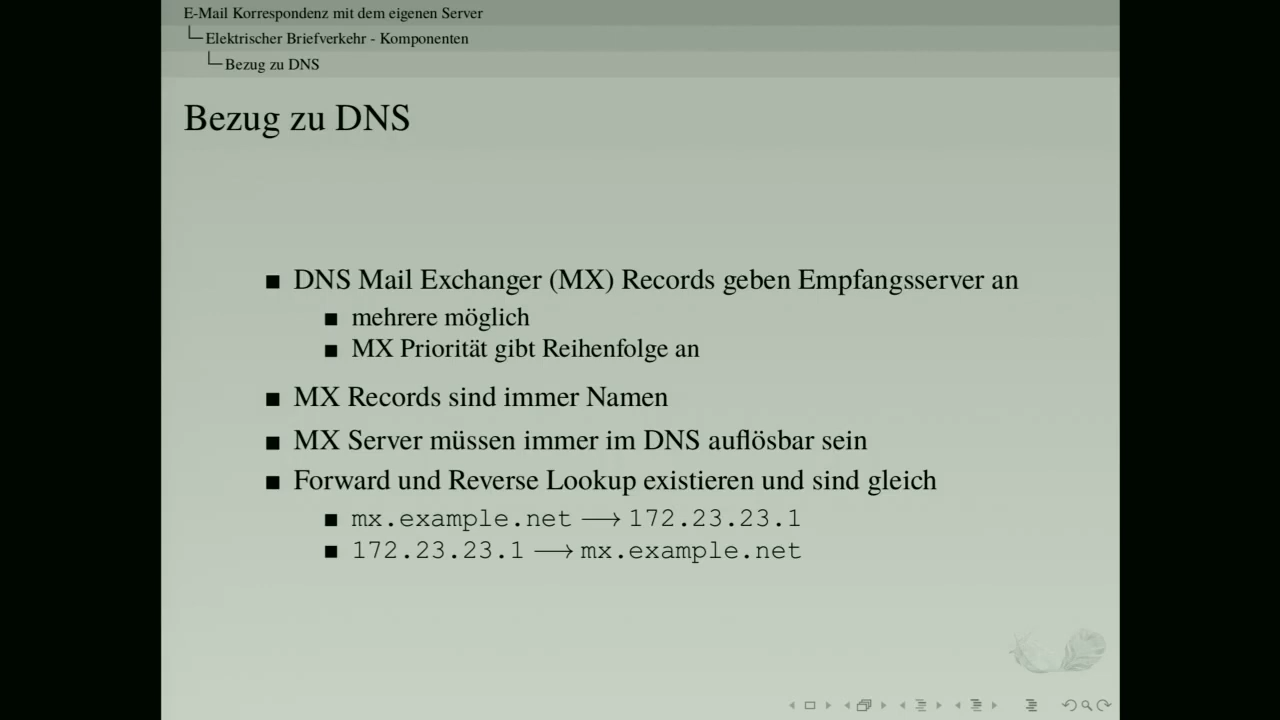 E-Mail Korrespondenz mit dem eigenen Server
Elektrischer Briefverkehr - Komponenten
Bezug zu DNS
Bezug zu DNS
DNS Mail Exchanger (MX) Records geben Empfangsserver an
mehrere möglich
MX Priorität gibt Reihenfolge an
MX Records sind immer Namen
MX Server müssen immer im DNS auflösbar sein
Forward und Reverse Lookup existieren und sind gleich
mx.example.net ⟶ 172.23.23.1
172.23.23.1 ⟶ mx.example.net